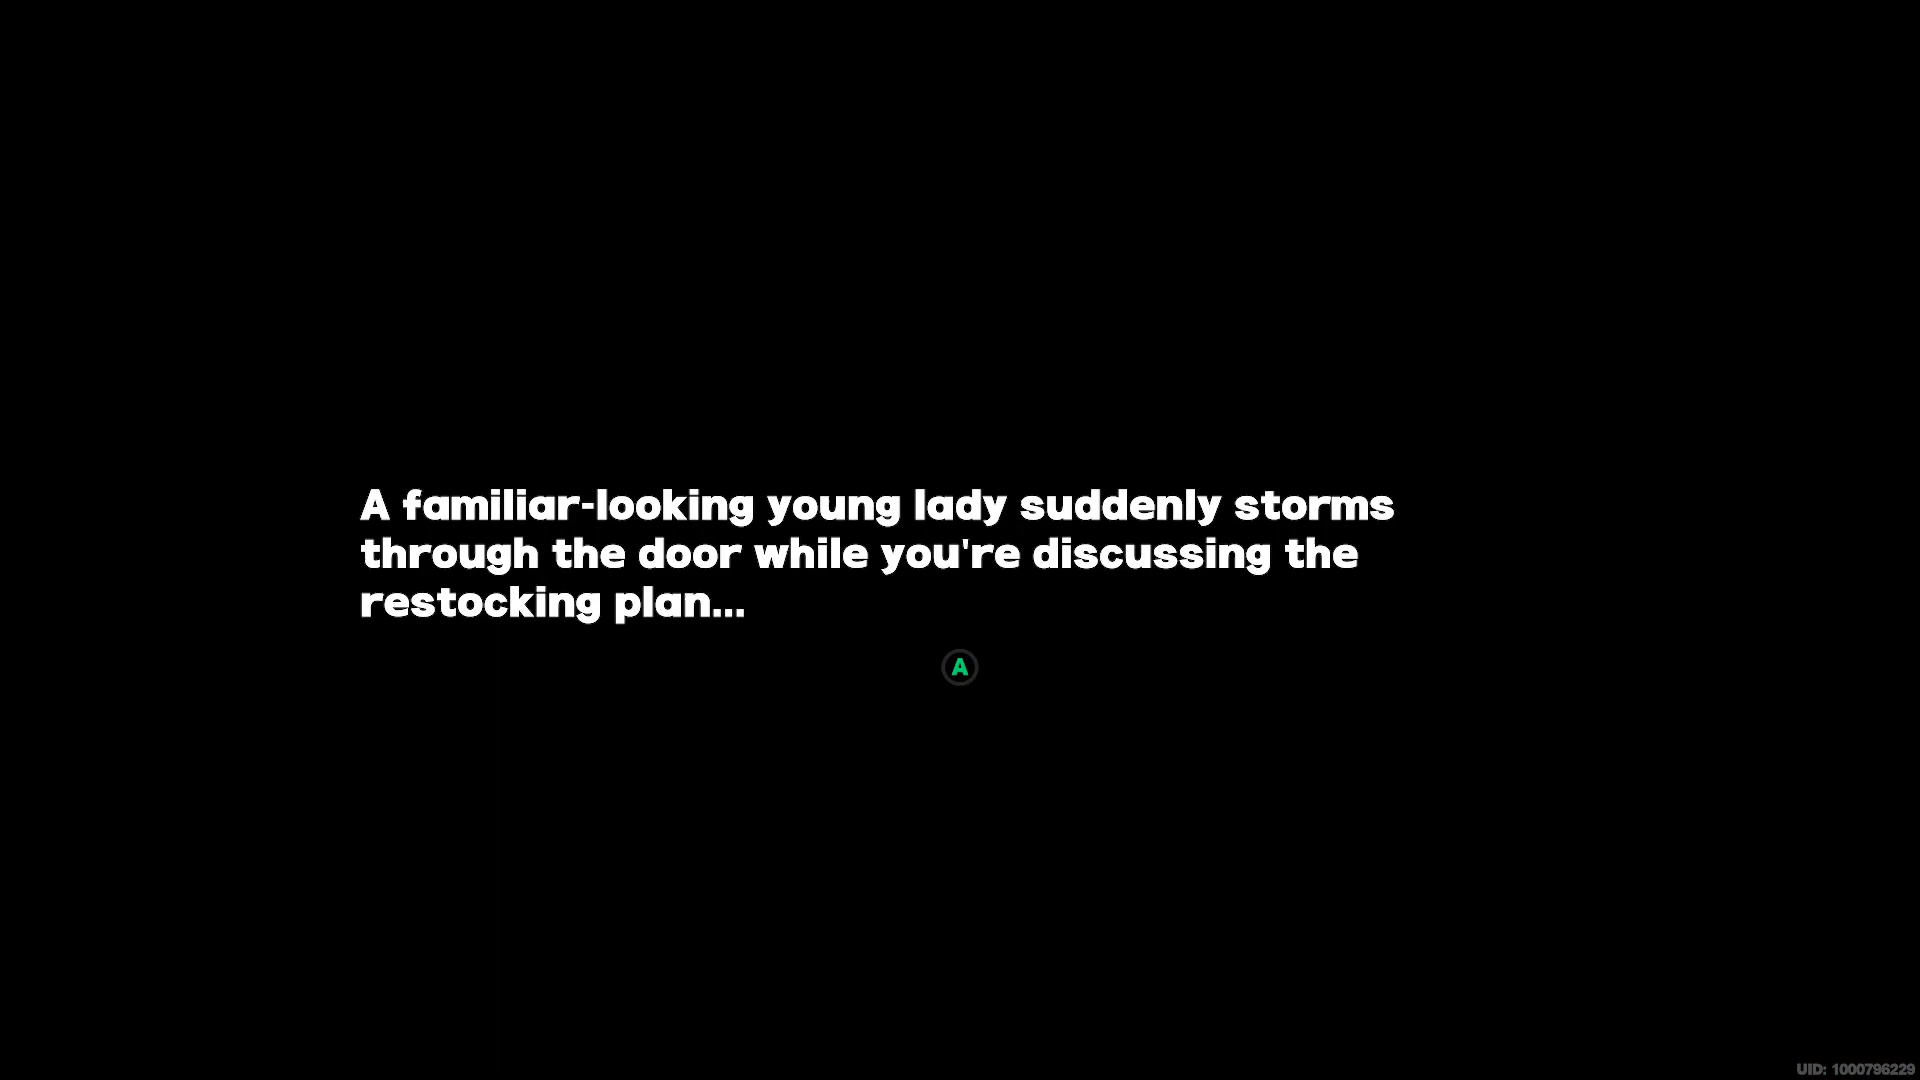 A familiar-looking young lady suddenly storms
through the door while you're discussing the
restocking plan...
A
UID: 1000796229